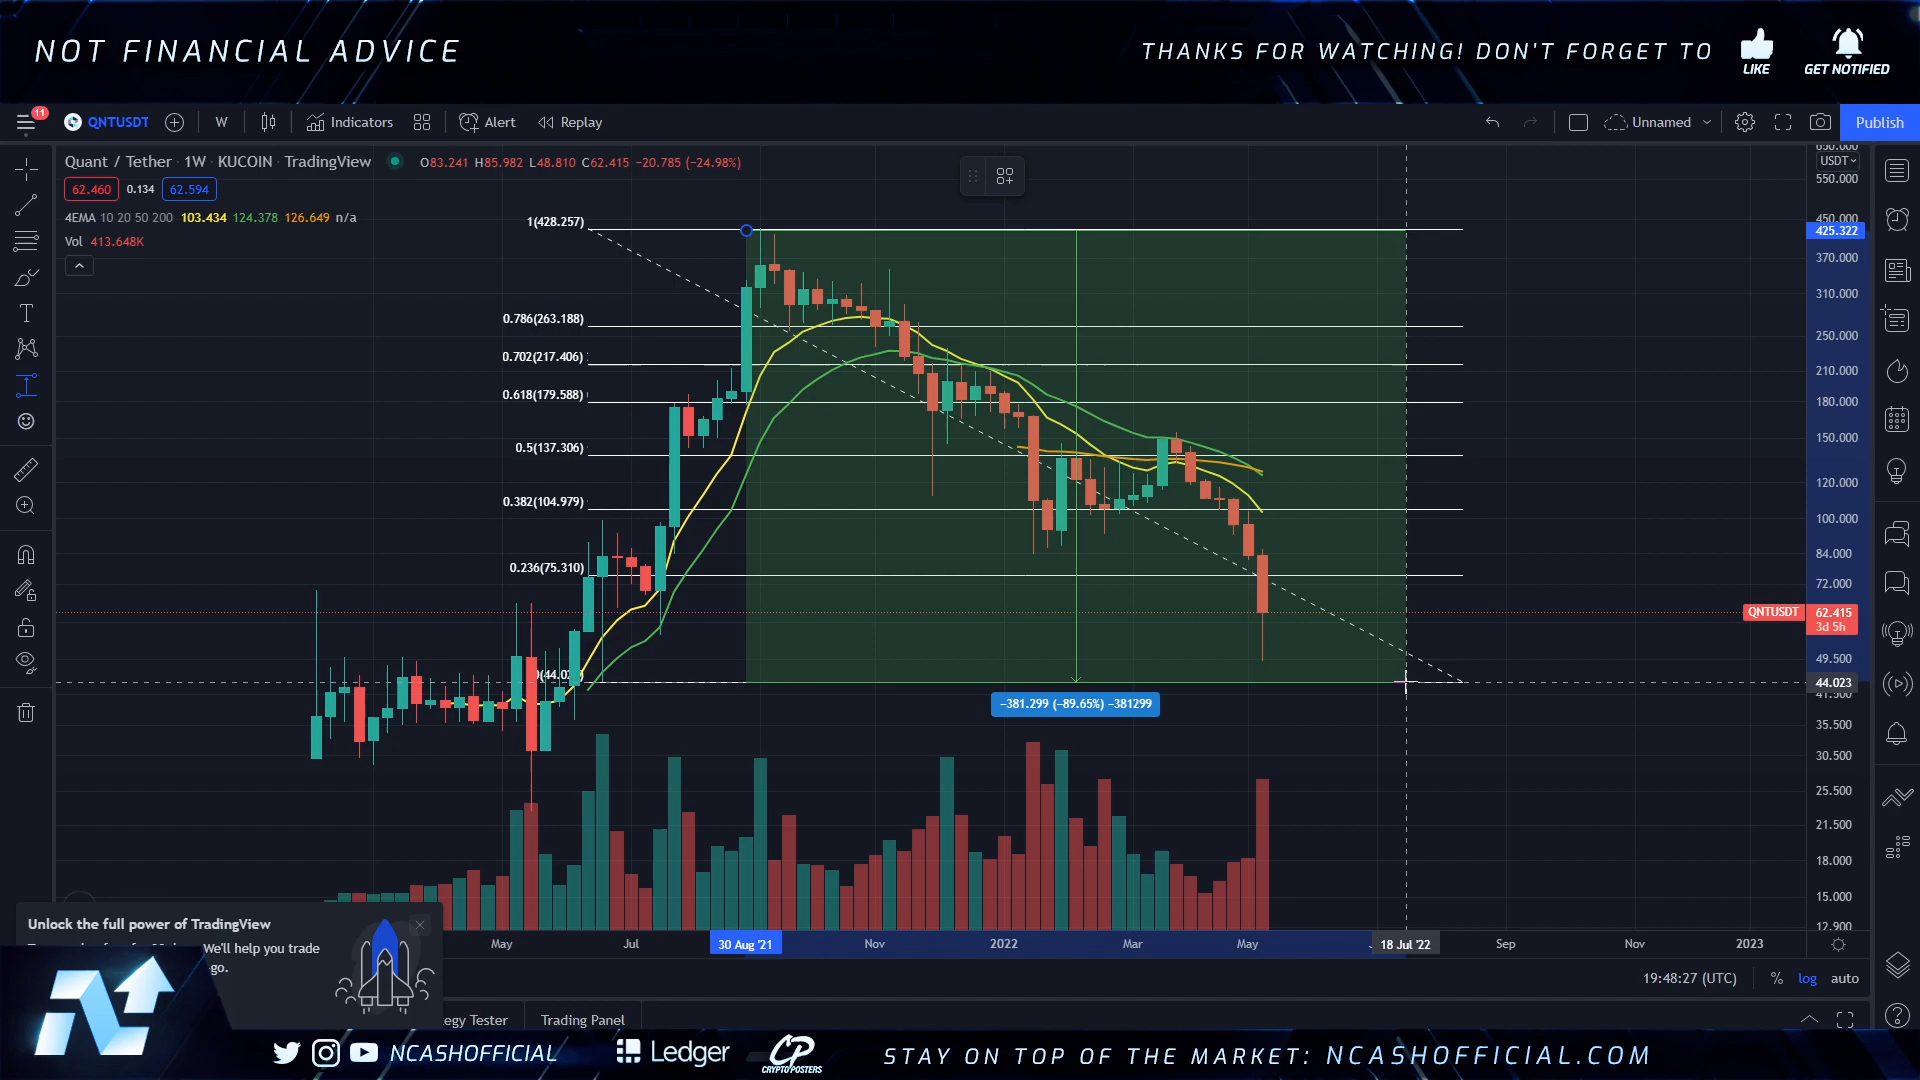 NOT FINANCIAL ADVICE
THANKS FOR WATCHING! DON'T FORGET TO
LIKE
GET NOTIFIED
11
QNTUSDT
W
Indicators
Alert
Replay
Unnamed
Publish
Quant / Tether · 1W · KUCOIN · TradingView
O83.241 H85.982 L48.810 C62.415 −20.785 (−24.98%)
62.460 0.134 62.594
4EMA 10 20 50 200 103.434 124.378 126.649 n/a
Vol 413.648K
1(428.257)
0.786(263.188)
0.702(217.406)
0.618(179.588)
0.5(137.306)
0.382(104.979)
0.236(75.310)
−381.299 (−89.65%) −381299
650.000
USDT
550.000
450.000
425.322
370.000
310.000
250.000
210.000
180.000
150.000
120.000
100.000
84.000
72.000
QNTUSDT 62.415
3d 5h
49.500
44.023
41.500
35.500
30.500
25.500
21.500
18.000
15.000
12.900
May
Jul
30 Aug '21
Nov
2022
Mar
May
18 Jul '22
Sep
Nov
2023
Unlock the full power of TradingView
We'll help you trade
go.
19:48:27 (UTC)
%
log
auto
egy Tester
Trading Panel
NCASHOFFICIAL
Ledger
CP
CRYPTO POSTERS
STAY ON TOP OF THE MARKET: NCASHOFFICIAL.COM